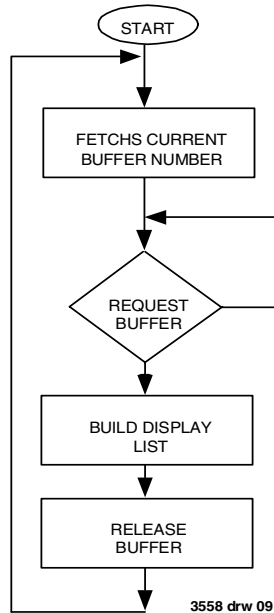 START
FETCHS CURRENT
BUFFER NUMBER
REQUEST
BUFFER
BUILD DISPLAY
LIST
RELEASE
BUFFER
3558 drw 09